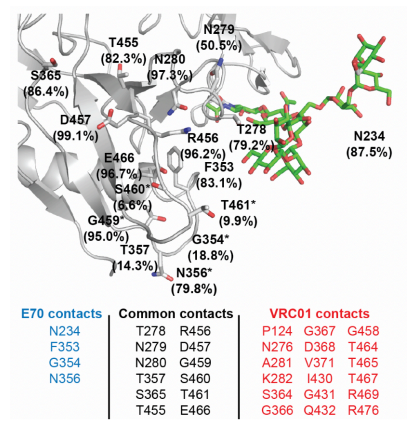 N279
(50.5%)
T455
(82.3%)
N280
(97.3%)
S365
(86.4%)
D457
(99.1%)
R456
(96.2%)
T278
(79.2%)
N234
(87.5%)
E466
(96.7%)
F353
(83.1%)
S460*
(6.6%)
T461*
(9.9%)
G459*
(95.0%)
G354*
(18.8%)
T357
(14.3%)
N356*
(79.8%)
E70 contacts
N234
F353
G354
N356
Common contacts
T278 R456
N279 D457
N280 G459
T357 S460
S365 T461
T455 E466
VRC01 contacts
P124 G367 G458
N276 D368 T464
A281 V371 T465
K282 I430 T467
S364 G431 R469
G366 Q432 R476